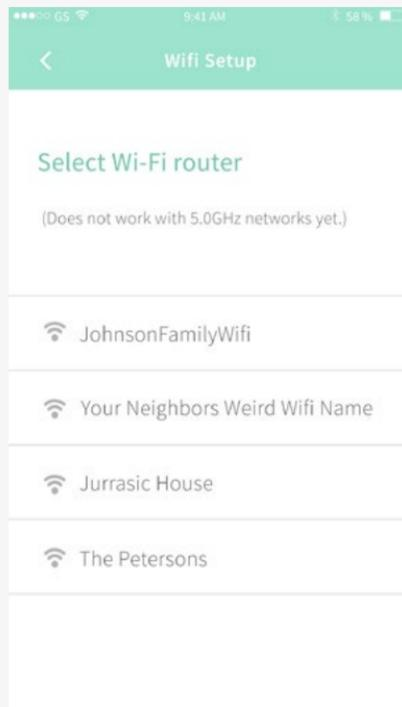 GS 9:41 AM 58%
Wifi Setup
Select Wi-Fi router
(Does not work with 5.0GHz networks yet.)
JohnsonFamilyWifi
Your Neighbors Weird Wifi Name
Jurrasic House
The Petersons